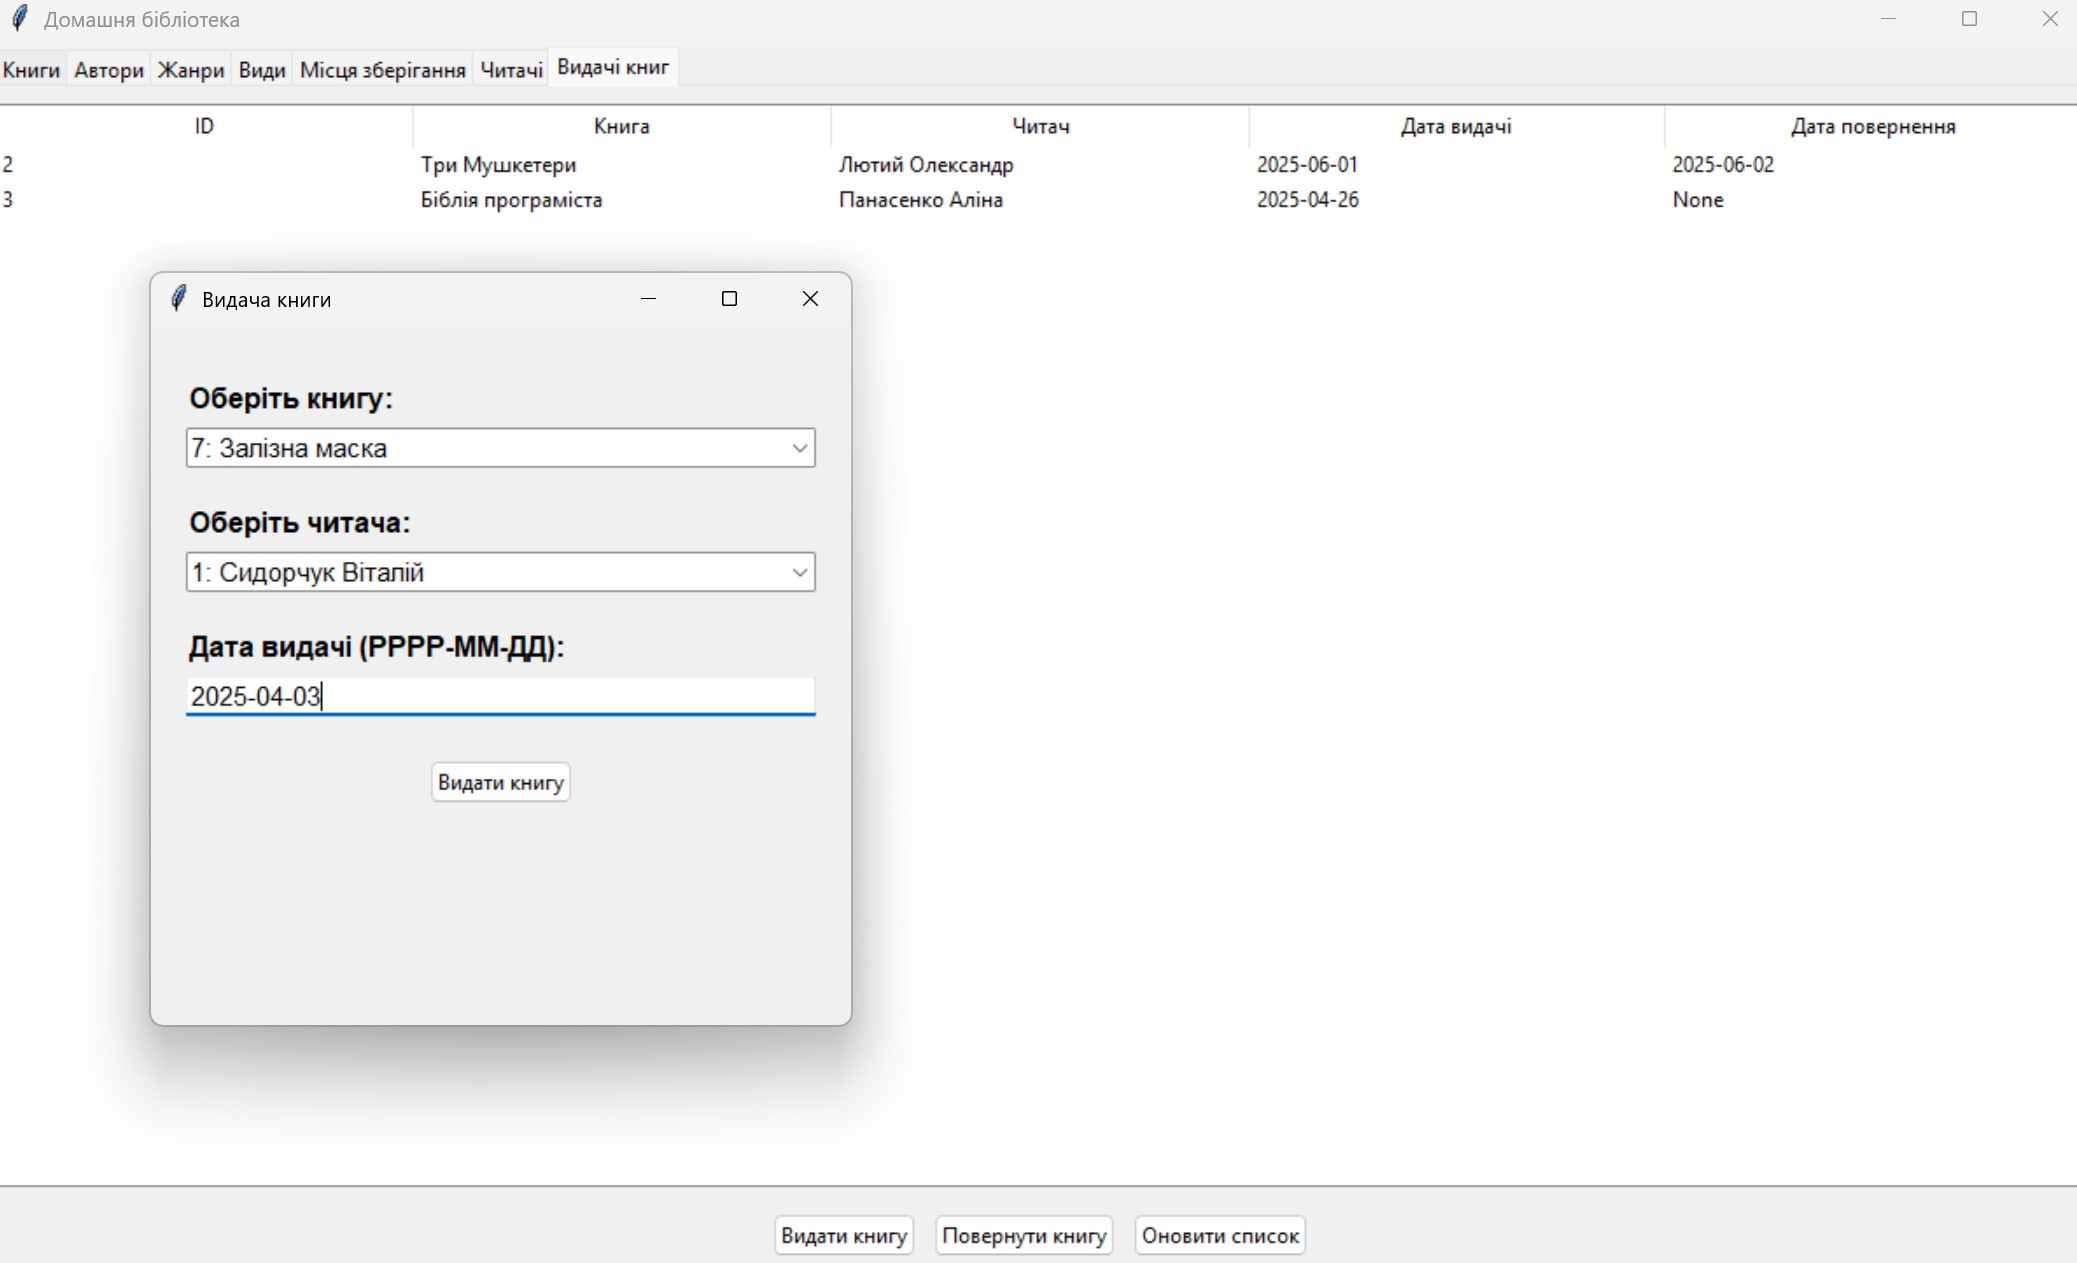 Домашня бібліотека
Книги Автори Жанри Види Місця зберігання Читачі Видачі книг
ID Книга Читач Дата видачі Дата повернення
2 Три Мушкетери Лютий Олександр 2025-06-01 2025-06-02
3 Біблія програміста Панасенко Аліна 2025-04-26 None
Видача книги
Оберіть книгу:
7: Залізна маска
Оберіть читача:
1: Сидорчук Віталій
Дата видачі (РРРР-ММ-ДД):
2025-04-03
Видати книгу
Видати книгу Повернути книгу Оновити список